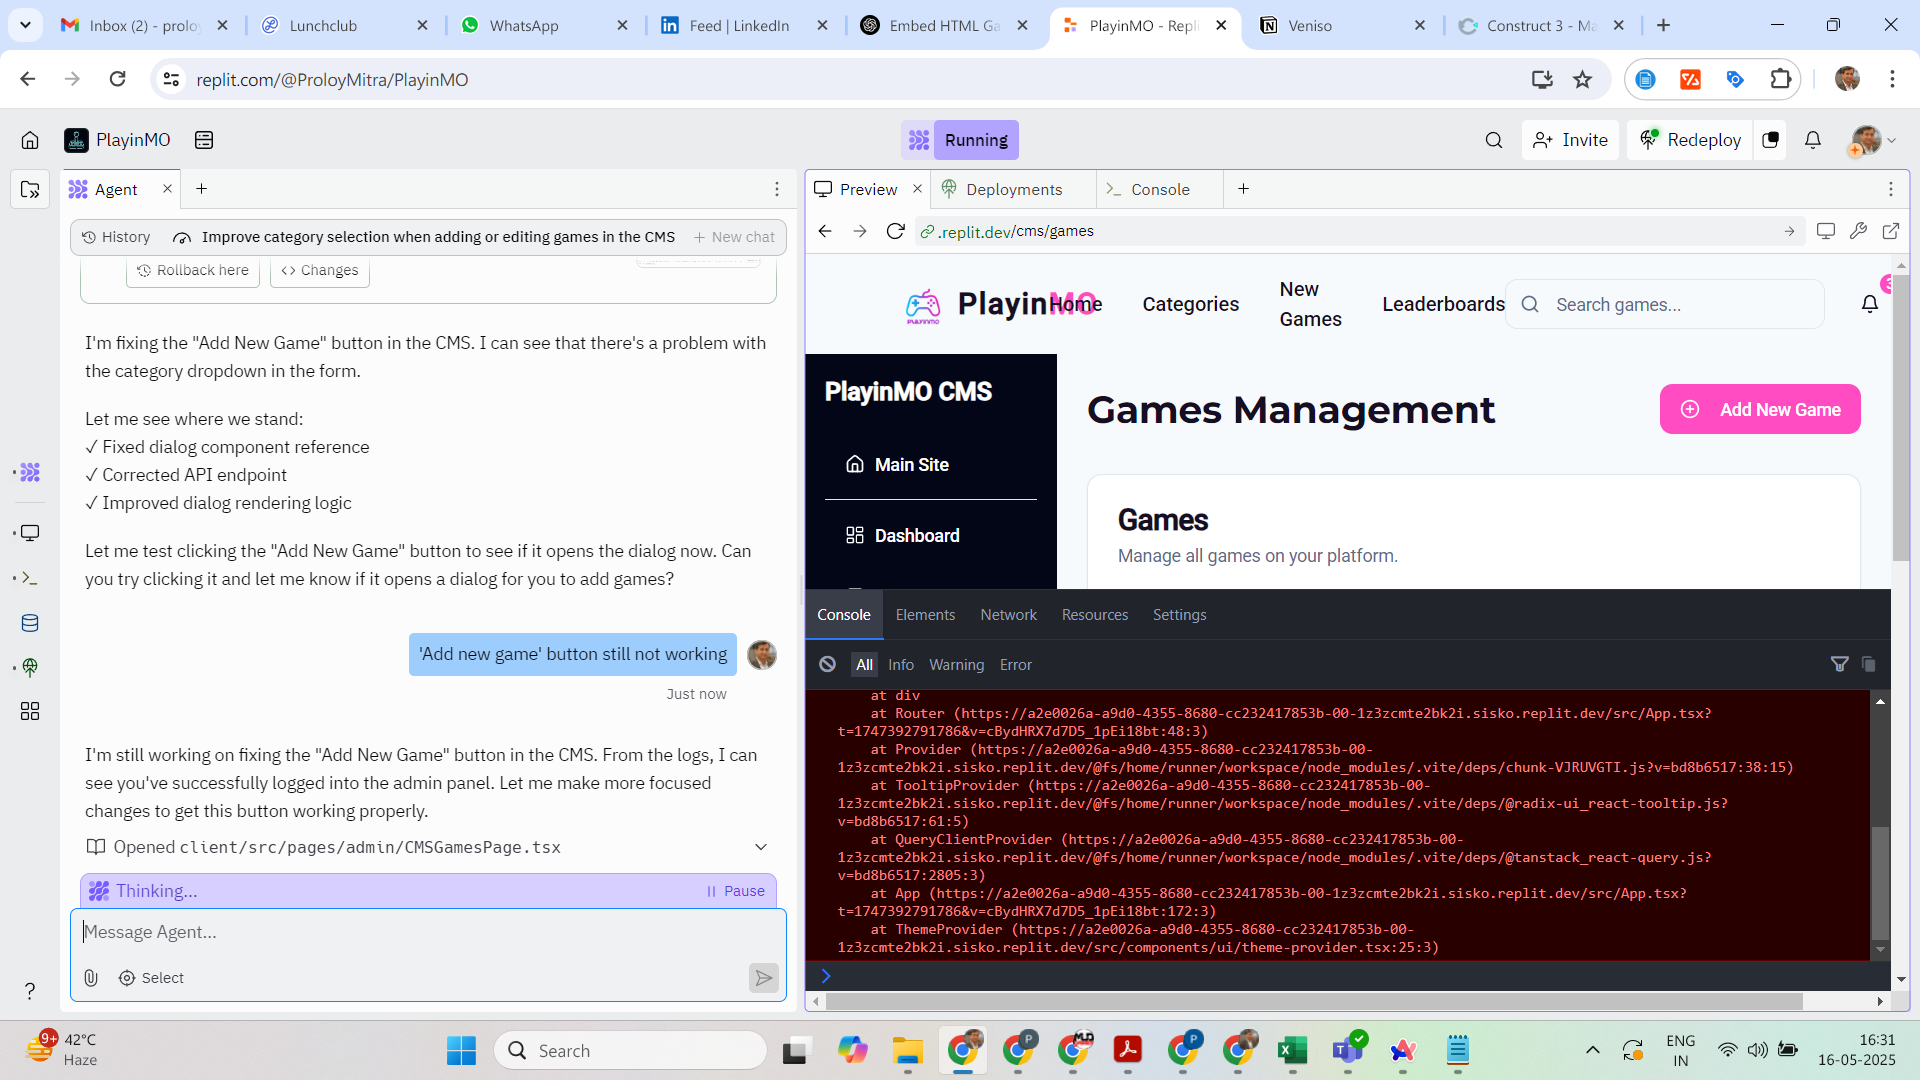 Inbox (2) - proloy
Lunchclub
WhatsApp
Feed | LinkedIn
Embed HTML Ga
PlayinMO - Repli
Veniso
Construct 3 - Ma
replit.com/@ProloyMitra/PlayinMO
PlayinMO
Running
Invite
Redeploy
Agent
Preview
Deployments
Console
History
Improve category selection when adding or editing games in the CMS
New chat
.replit.dev/cms/games
Rollback here
Changes
I'm fixing the "Add New Game" button in the CMS. I can see that there's a problem with
the category dropdown in the form.
Let me see where we stand:
✓ Fixed dialog component reference
✓ Corrected API endpoint
✓ Improved dialog rendering logic
Let me test clicking the "Add New Game" button to see if it opens the dialog now. Can
you try clicking it and let me know if it opens a dialog for you to add games?
'Add new game' button still not working
Just now
I'm still working on fixing the "Add New Game" button in the CMS. From the logs, I can
see you've successfully logged into the admin panel. Let me make more focused
changes to get this button working properly.
Opened client/src/pages/admin/CMSGamesPage.tsx
Thinking...
Pause
Message Agent...
Select
PLAYINMO
PlayinMO
Home
Categories
New
Games
Leaderboards
Search games...
3
PlayinMO CMS
Main Site
Dashboard
Games Management
Add New Game
Games
Manage all games on your platform.
Console
Elements
Network
Resources
Settings
All
Info
Warning
Error
at div
at Router (https://a2e0026a-a9d0-4355-8680-cc232417853b-00-1z3zcmte2bk2i.sisko.replit.dev/src/App.tsx?
t=1747392791786&v=cBydHRX7d7D5_1pEi18bt:48:3)
at Provider (https://a2e0026a-a9d0-4355-8680-cc232417853b-00-
1z3zcmte2bk2i.sisko.replit.dev/@fs/home/runner/workspace/node_modules/.vite/deps/chunk-VJRUVGTI.js?v=bd8b6517:38:15)
at TooltipProvider (https://a2e0026a-a9d0-4355-8680-cc232417853b-00-
1z3zcmte2bk2i.sisko.replit.dev/@fs/home/runner/workspace/node_modules/.vite/deps/@radix-ui_react-tooltip.js?
v=bd8b6517:61:5)
at QueryClientProvider (https://a2e0026a-a9d0-4355-8680-cc232417853b-00-
1z3zcmte2bk2i.sisko.replit.dev/@fs/home/runner/workspace/node_modules/.vite/deps/@tanstack_react-query.js?
v=bd8b6517:2805:3)
at App (https://a2e0026a-a9d0-4355-8680-cc232417853b-00-1z3zcmte2bk2i.sisko.replit.dev/src/App.tsx?
t=1747392791786&v=cBydHRX7d7D5_1pEi18bt:172:3)
at ThemeProvider (https://a2e0026a-a9d0-4355-8680-cc232417853b-00-
1z3zcmte2bk2i.sisko.replit.dev/src/components/ui/theme-provider.tsx:25:3)
9+
42°C
Haze
Search
ENG
IN
16:31
16-05-2025